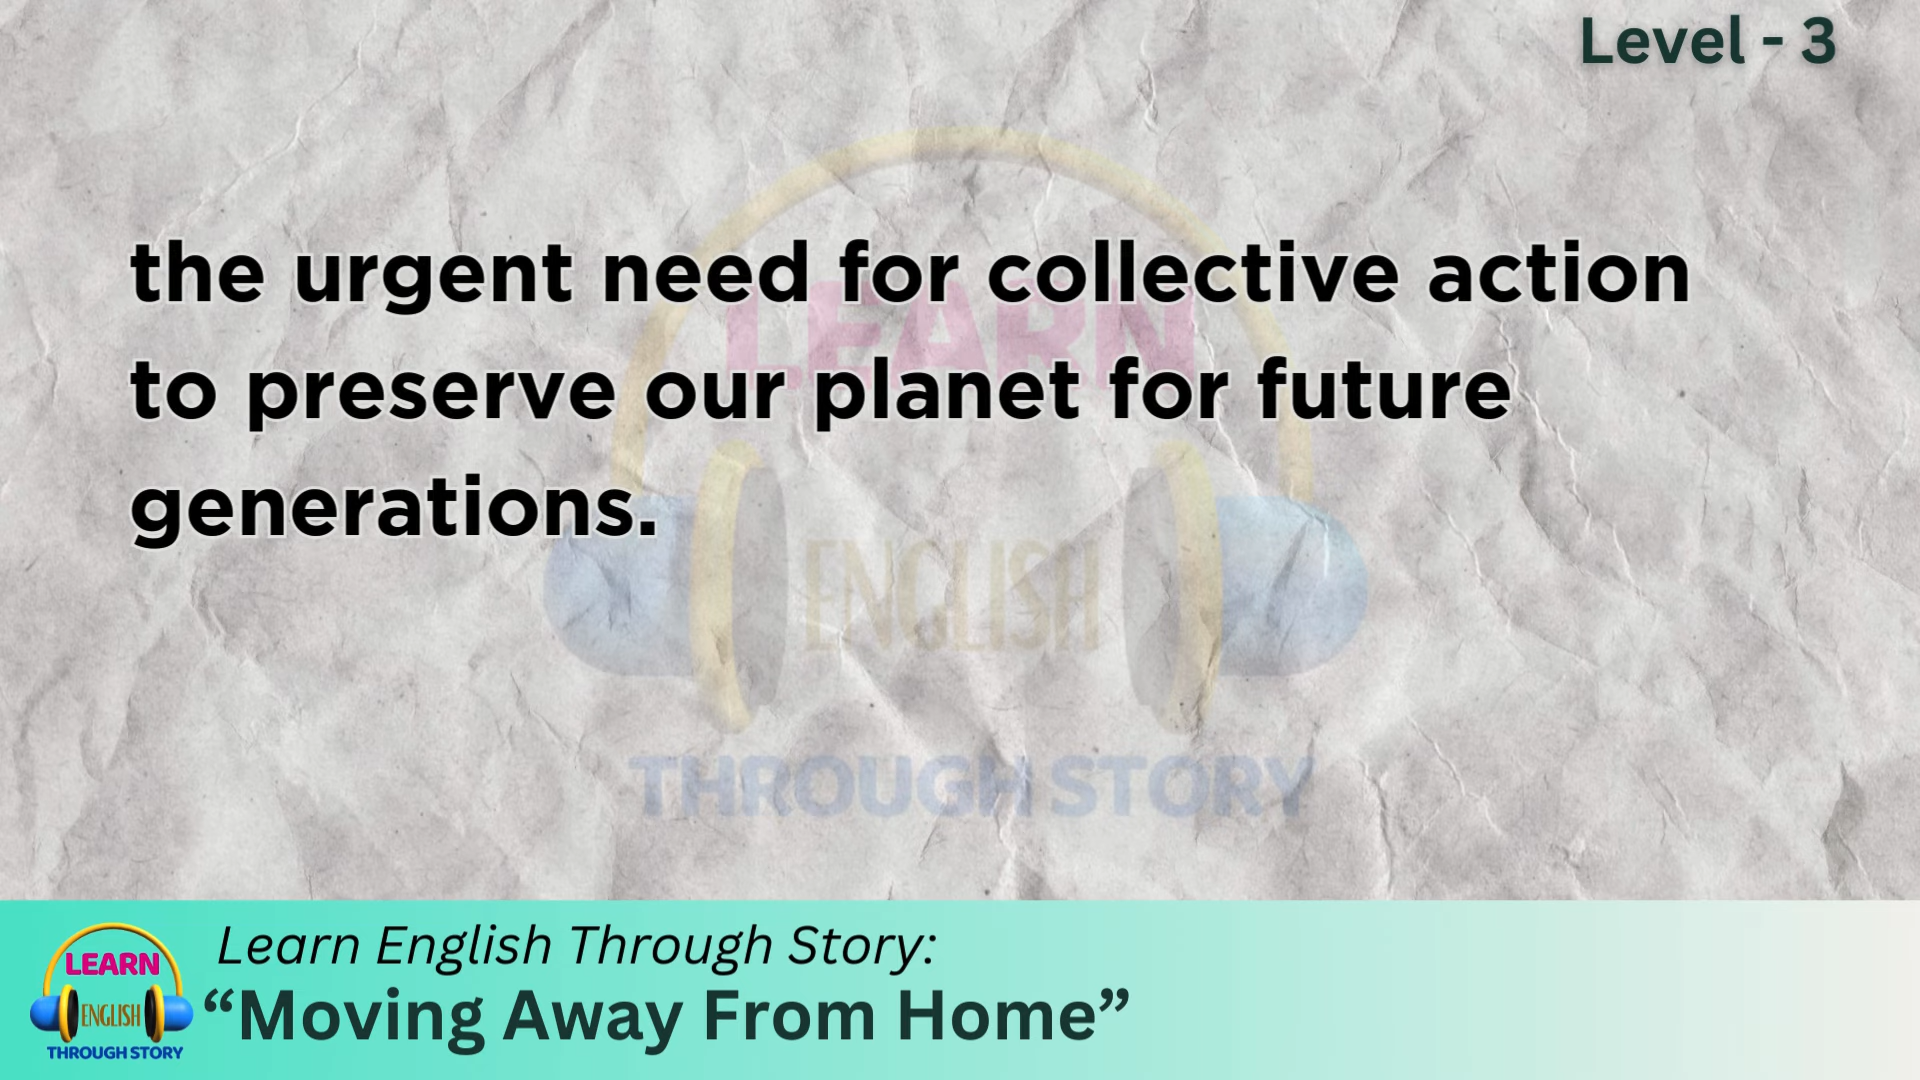 Level - 3
the urgent need for collective action
to preserve our planet for future
generations.
LEARN
ENGLISH
THROUGH STORY
Learn English Through Story:
“Moving Away From Home”
LEARN
ENGLISH
THROUGH STORY